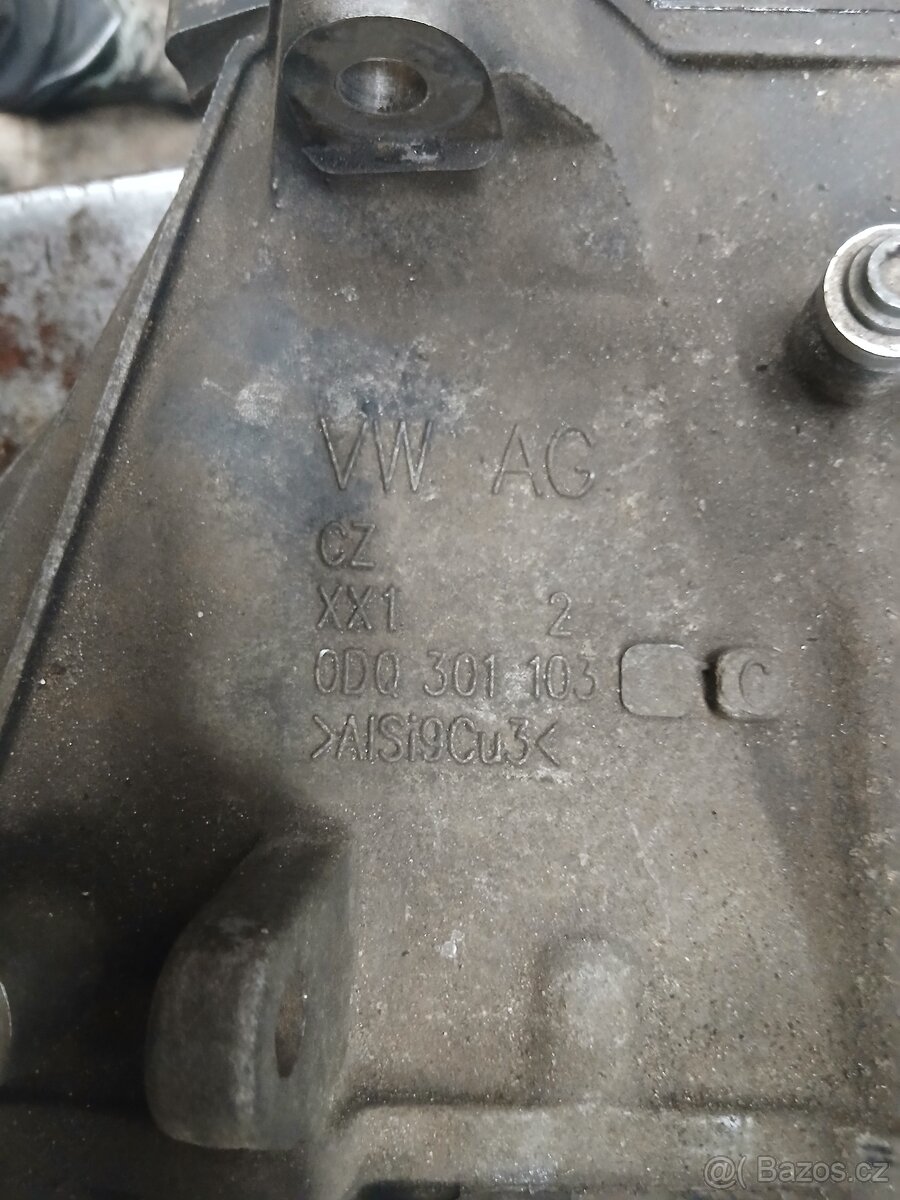 VW AG
CZ
XX1 2
0DQ 301 103 C
>AlSi9Cu3<
@( Bazos.cz